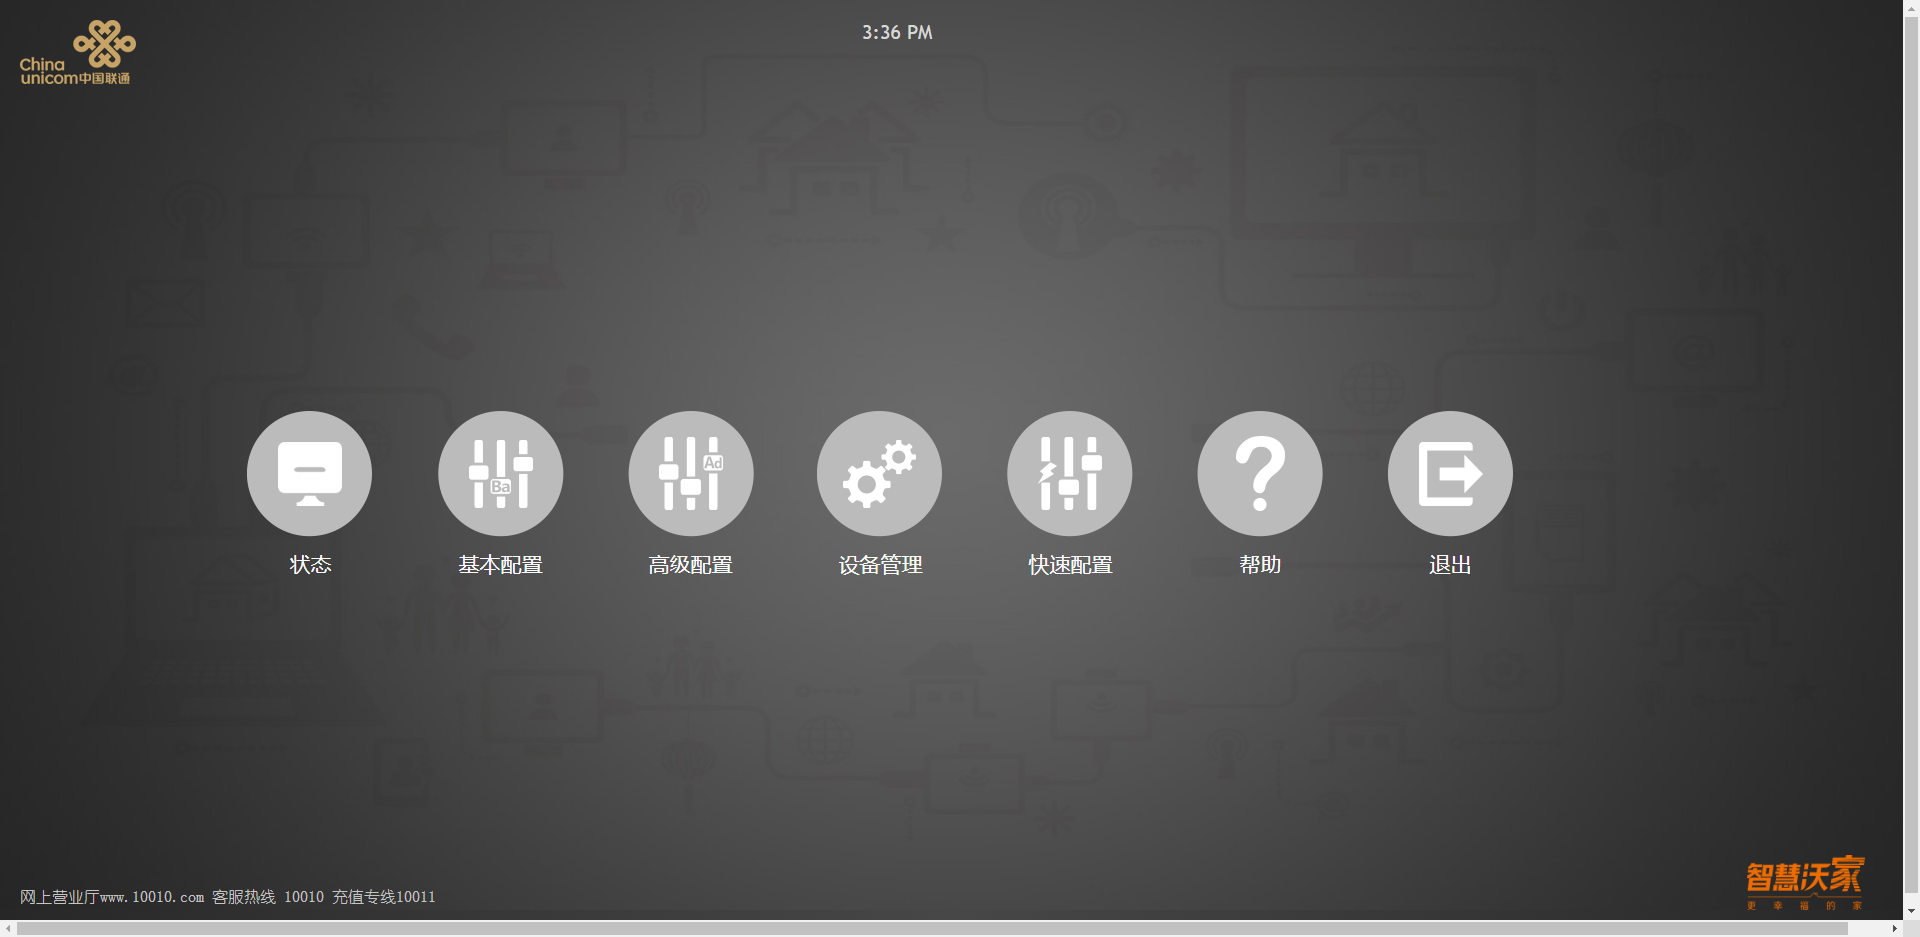 3:36 PM
China
unicom中国联通
Ba
Ad
状态
基本配置
高级配置
设备管理
快速配置
帮助
退出
智慧沃家
更幸福的家
网上营业厅www.10010.com 客服热线 10010 充值专线10011